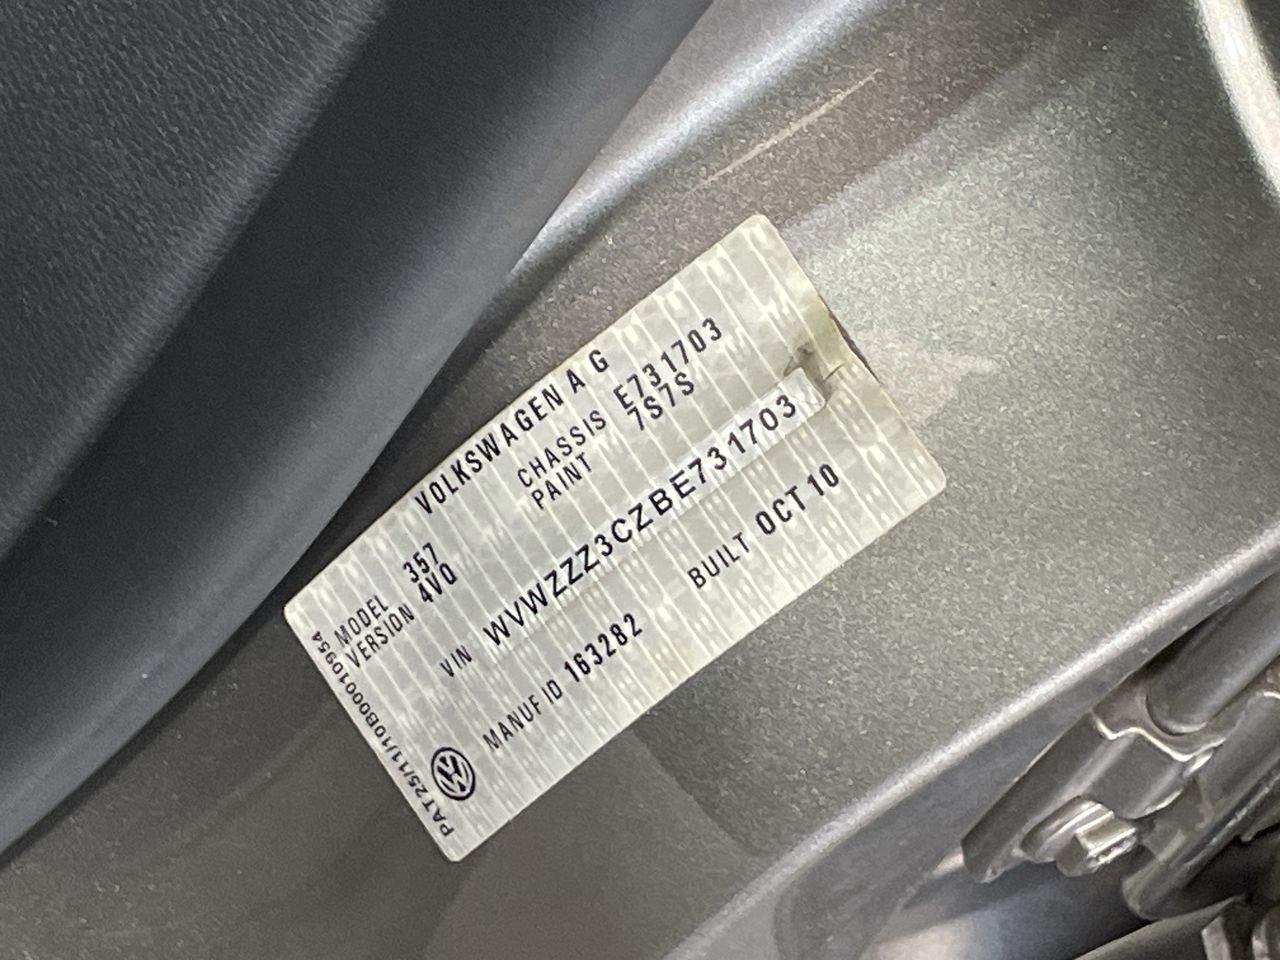 VOLKSWAGEN A G
MODEL 357 CHASSIS E731703
VERSION 4V0 PAINT 7S7S
VIN WVWZZZ3CZBE731703
MANUF ID 163282 BUILT OCT 10
PAT25/11/10B00010954